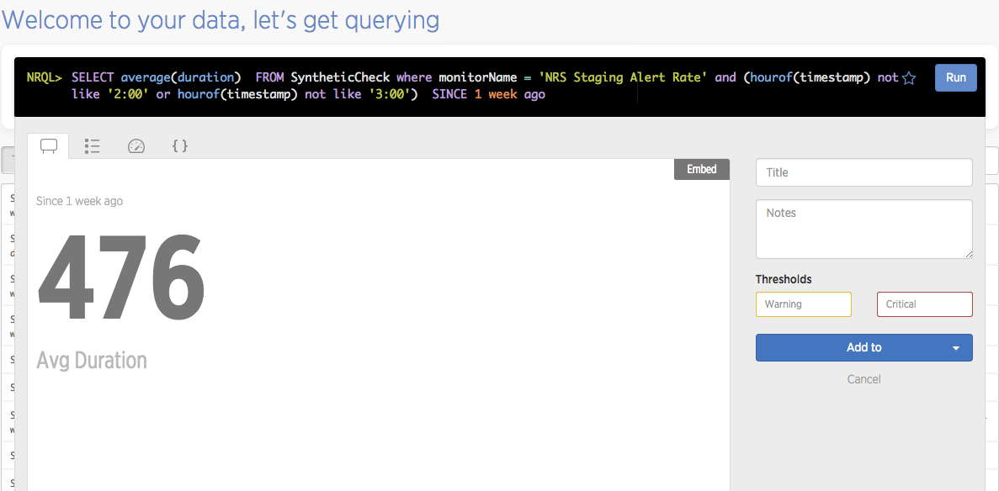 Welcome to your data, let's get querying
NRQL> SELECT average(duration) FROM SyntheticCheck where monitorName = 'NRS Staging Alert Rate' and (hourof(timestamp) not
like '2:00' or hourof(timestamp) not like '3:00') SINCE 1 week ago
Run
Embed
Since 1 week ago
476
Avg Duration
Title
Notes
Thresholds
Warning
Critical
Add to
Cancel